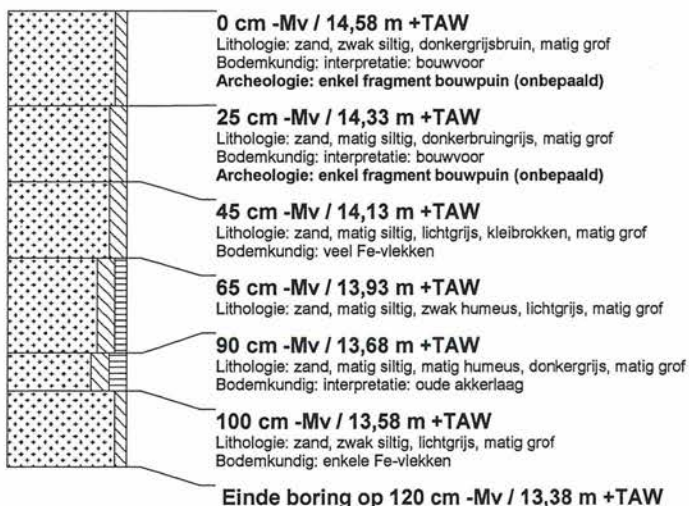 0 cm -Mv / 14,58 m +TAW
Lithologie: zand, zwak siltig, donkergrijsbruin, matig grof
Bodemkundig: interpretatie: bouwvoor
Archeologie: enkel fragment bouwpuin (onbepaald)
25 cm -Mv / 14,33 m +TAW
Lithologie: zand, matig siltig, donkerbruingrijs, matig grof
Bodemkundig: interpretatie: bouwvoor
Archeologie: enkel fragment bouwpuin (onbepaald)
45 cm -Mv / 14,13 m +TAW
Lithologie: zand, matig siltig, lichtgrijs, kleibrokken, matig grof
Bodemkundig: veel Fe-vlekken
65 cm -Mv / 13,93 m +TAW
Lithologie: zand, matig siltig, zwak humeus, lichtgrijs, matig grof
90 cm -Mv / 13,68 m +TAW
Lithologie: zand, matig siltig, matig humeus, donkergrijs, matig grof
Bodemkundig: interpretatie: oude akkerlaag
100 cm -Mv / 13,58 m +TAW
Lithologie: zand, zwak siltig, lichtgrijs, matig grof
Bodemkundig: enkele Fe-vlekken
Einde boring op 120 cm -Mv / 13,38 m +TAW